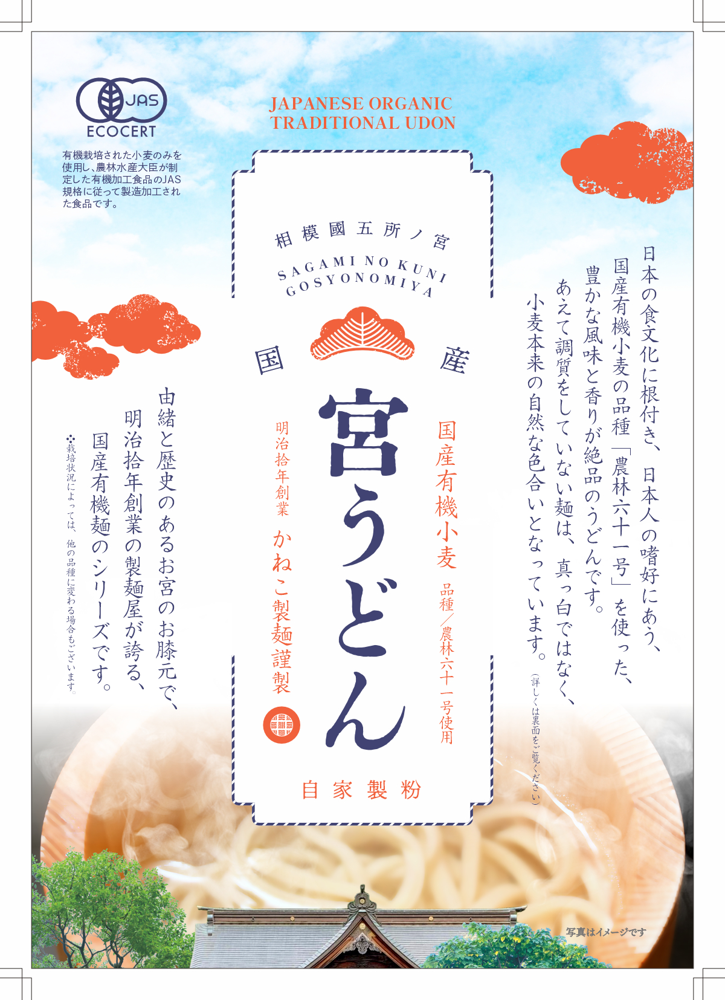 JAS
ECOCERT
有機栽培された小麦のみを
使用し、農林水産大臣が制
定した有機加工食品のJAS
規格に従って製造加工され
た食品です。
JAPANESE ORGANIC
TRADITIONAL UDON
相模國五所ノ宮
SAGAMI NO KUNI
GOSYONOMIYA
国産
宮うどん
国産有機小麦 品種／農林六十一号使用
明治拾年創業 かねこ製麺謹製
自家製粉
日本の食文化に根付き、日本人の嗜好にあう、
国産有機小麦の品種「農林六十一号」を使った、
豊かな風味と香りが絶品のうどんです。
あえて調質をしていない麺は、真っ白ではなく、
小麦本来の自然な色合いとなっています。（詳しくは裏面をご覧ください）
由緒と歴史のあるお宮のお膝元で、
明治拾年創業の製麺屋が誇る、
国産有機麺のシリーズです。
※栽培状況によっては、他の品種に変わる場合もございます。
写真はイメージです